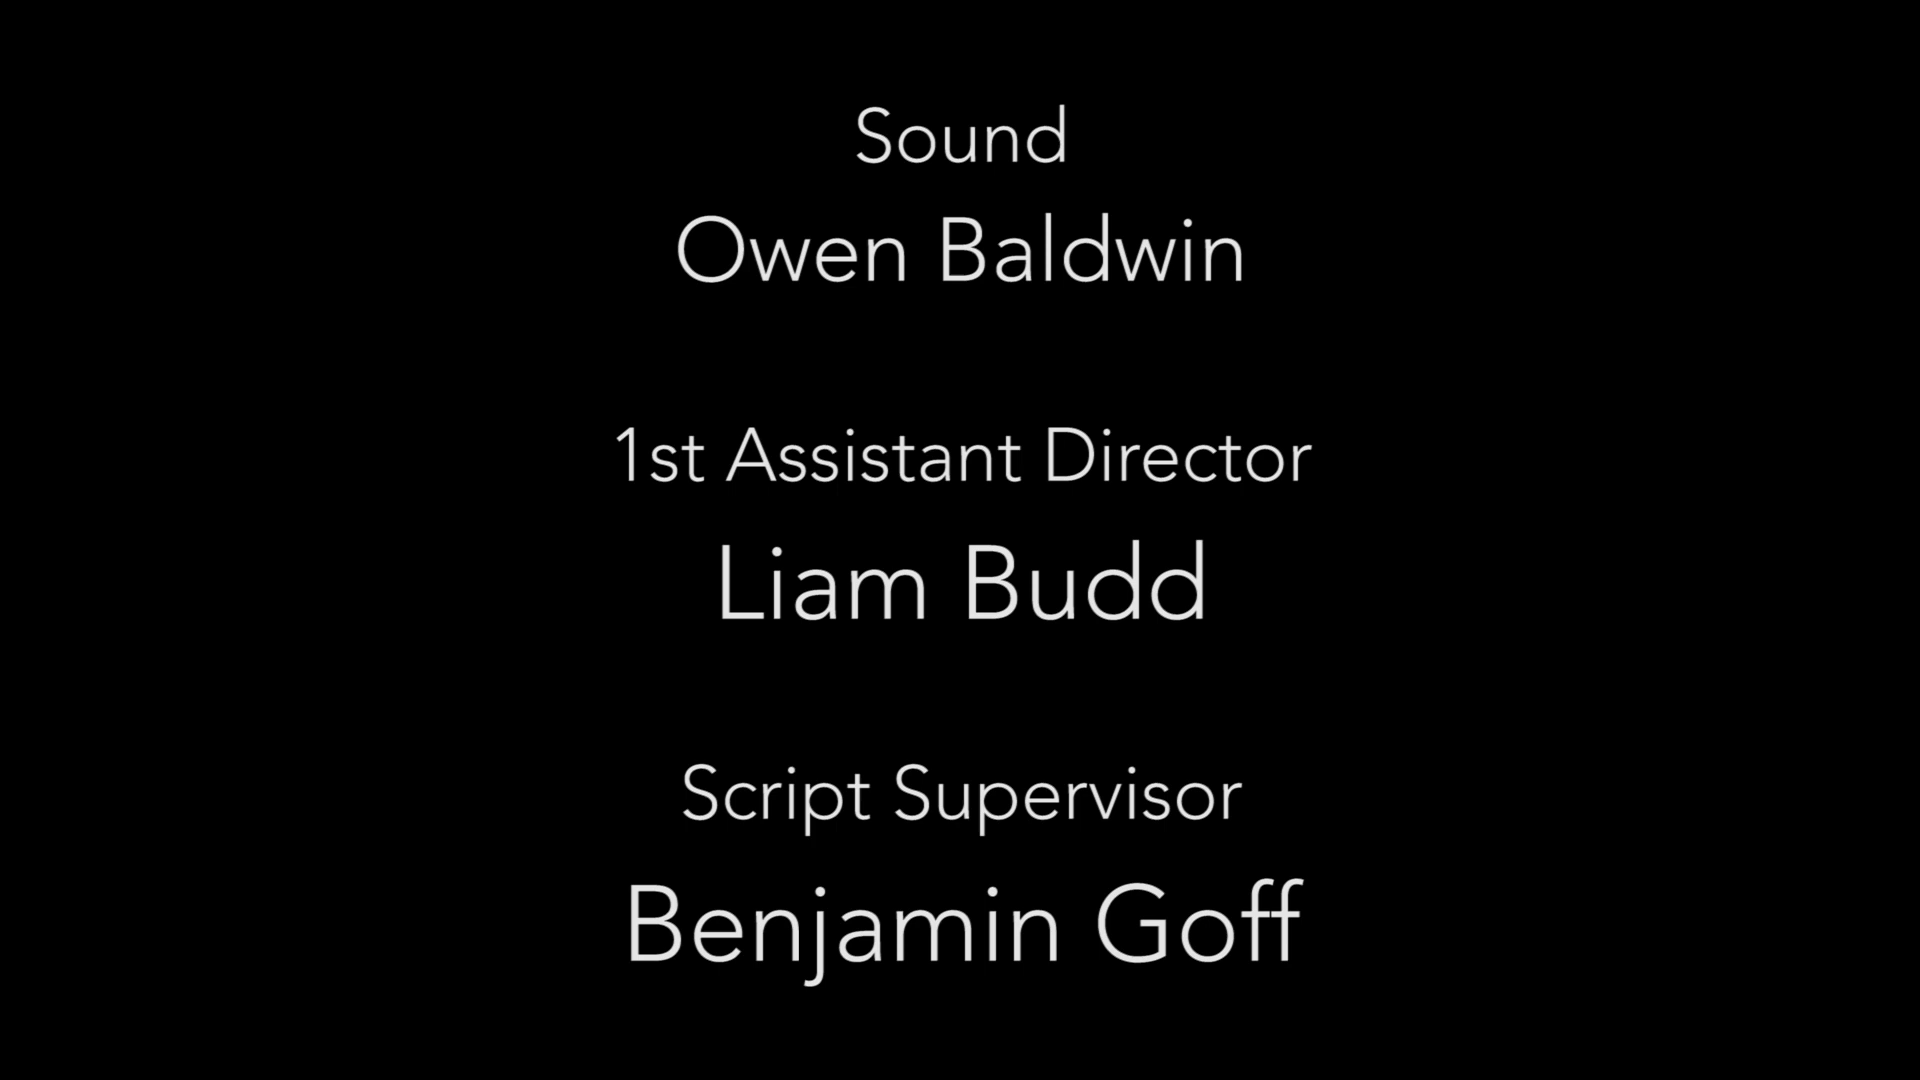 Sound
Owen Baldwin
1st Assistant Director
Liam Budd
Script Supervisor
Benjamin Goff